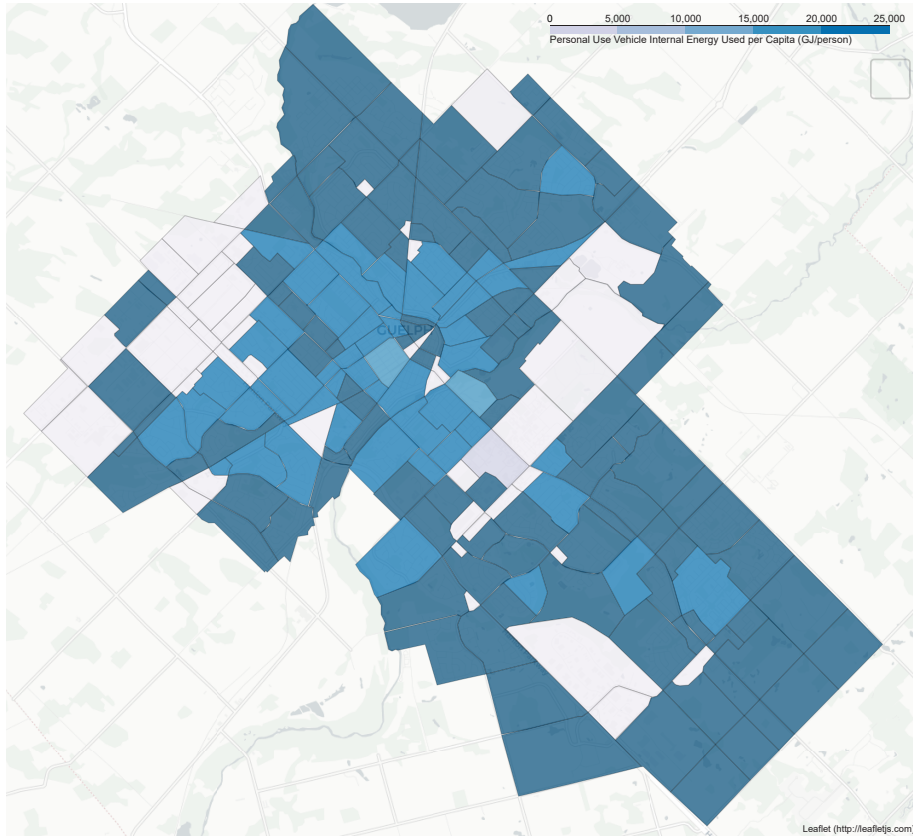 0 5,000 10,000 15,000 20,000 25,000
Personal Use Vehicle Internal Energy Used per Capita (GJ/person)
GUELPH
Leaflet (http://leafletjs.com)